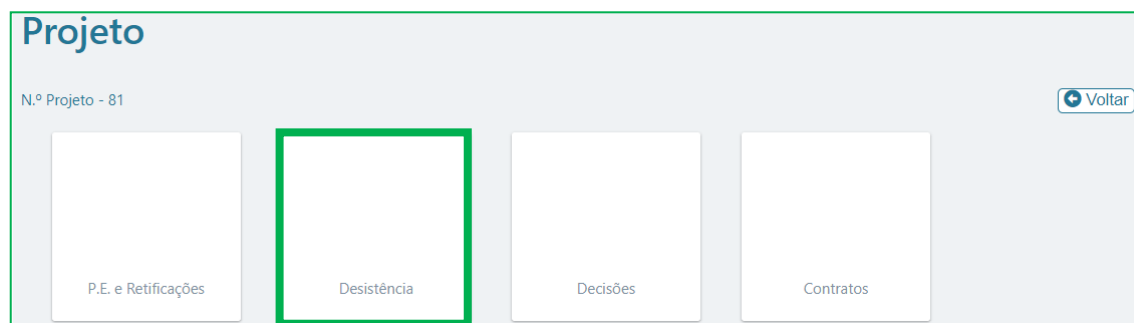 Projeto
N.º Projeto - 81
Voltar
P.E. e Retificações
Desistência
Decisões
Contratos